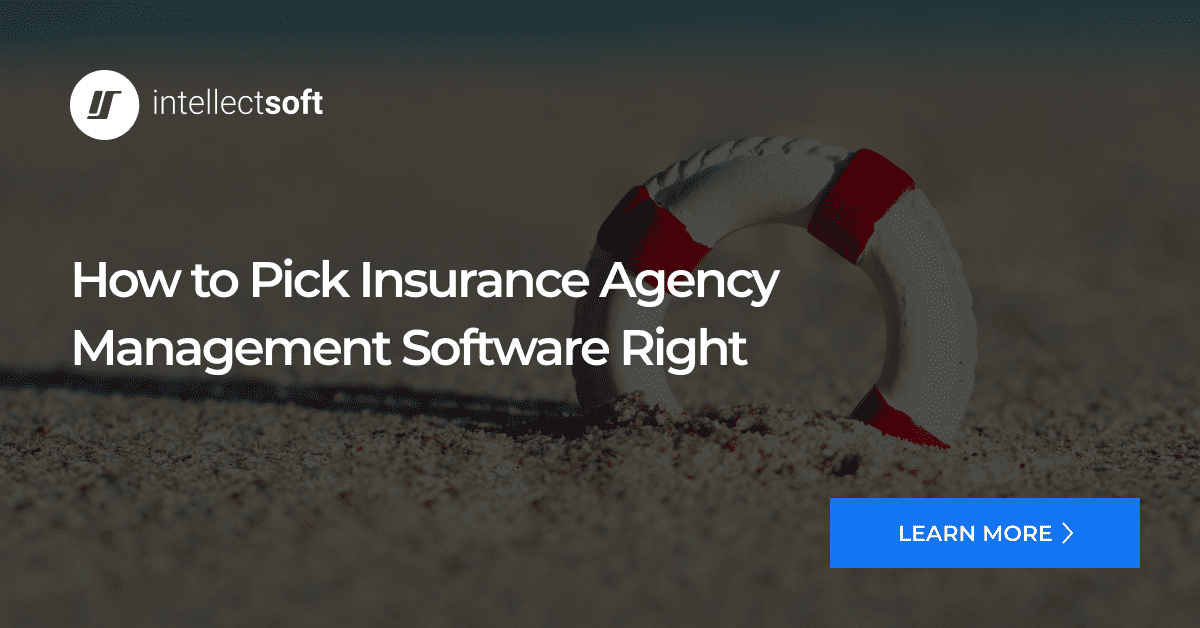 intellectsoft
How to Pick Insurance Agency
Management Software Right
LEARN MORE